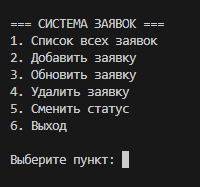 === СИСТЕМА ЗАЯВОК ===
1. Список всех заявок
2. Добавить заявку
3. Обновить заявку
4. Удалить заявку
5. Сменить статус
6. Выход
Выберите пункт: